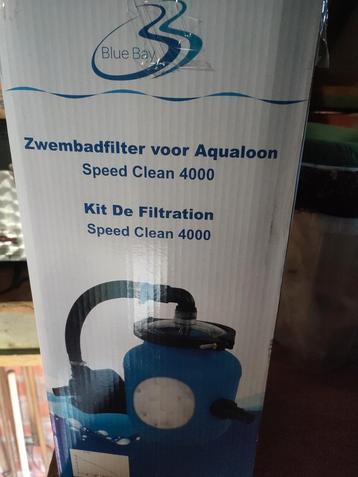 Blue Bay
Zwembadfilter voor Aqualoon
Speed Clean 4000
Kit De Filtration
Speed Clean 4000